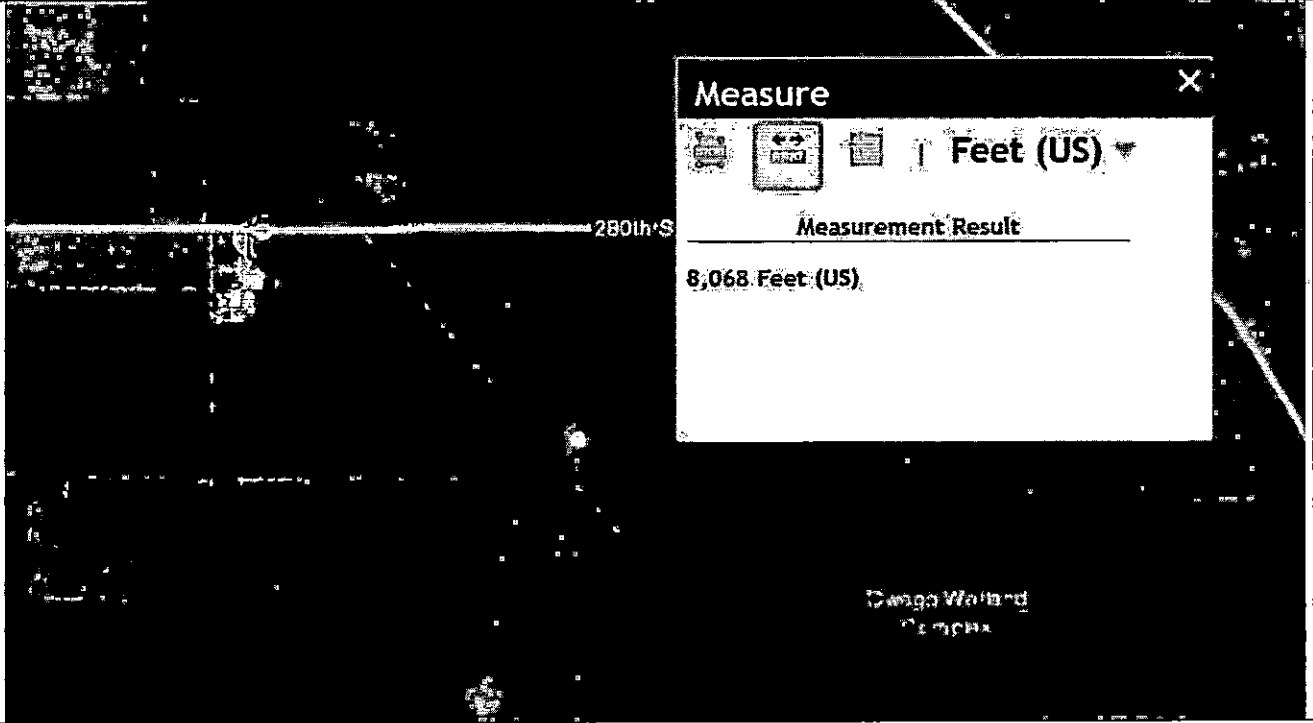 Measure
Feet (US)
280th S
Measurement Result
8,068 Feet (US)